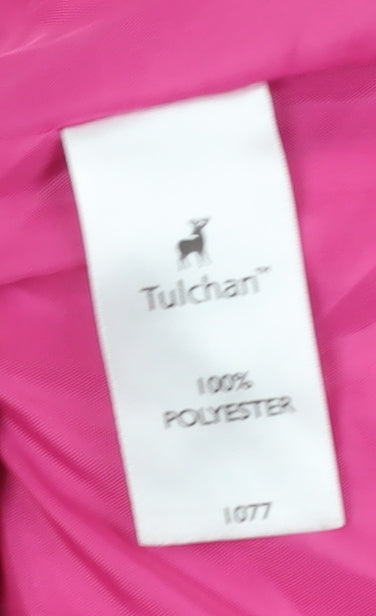 Tulchan™
100%
POLYESTER
1077